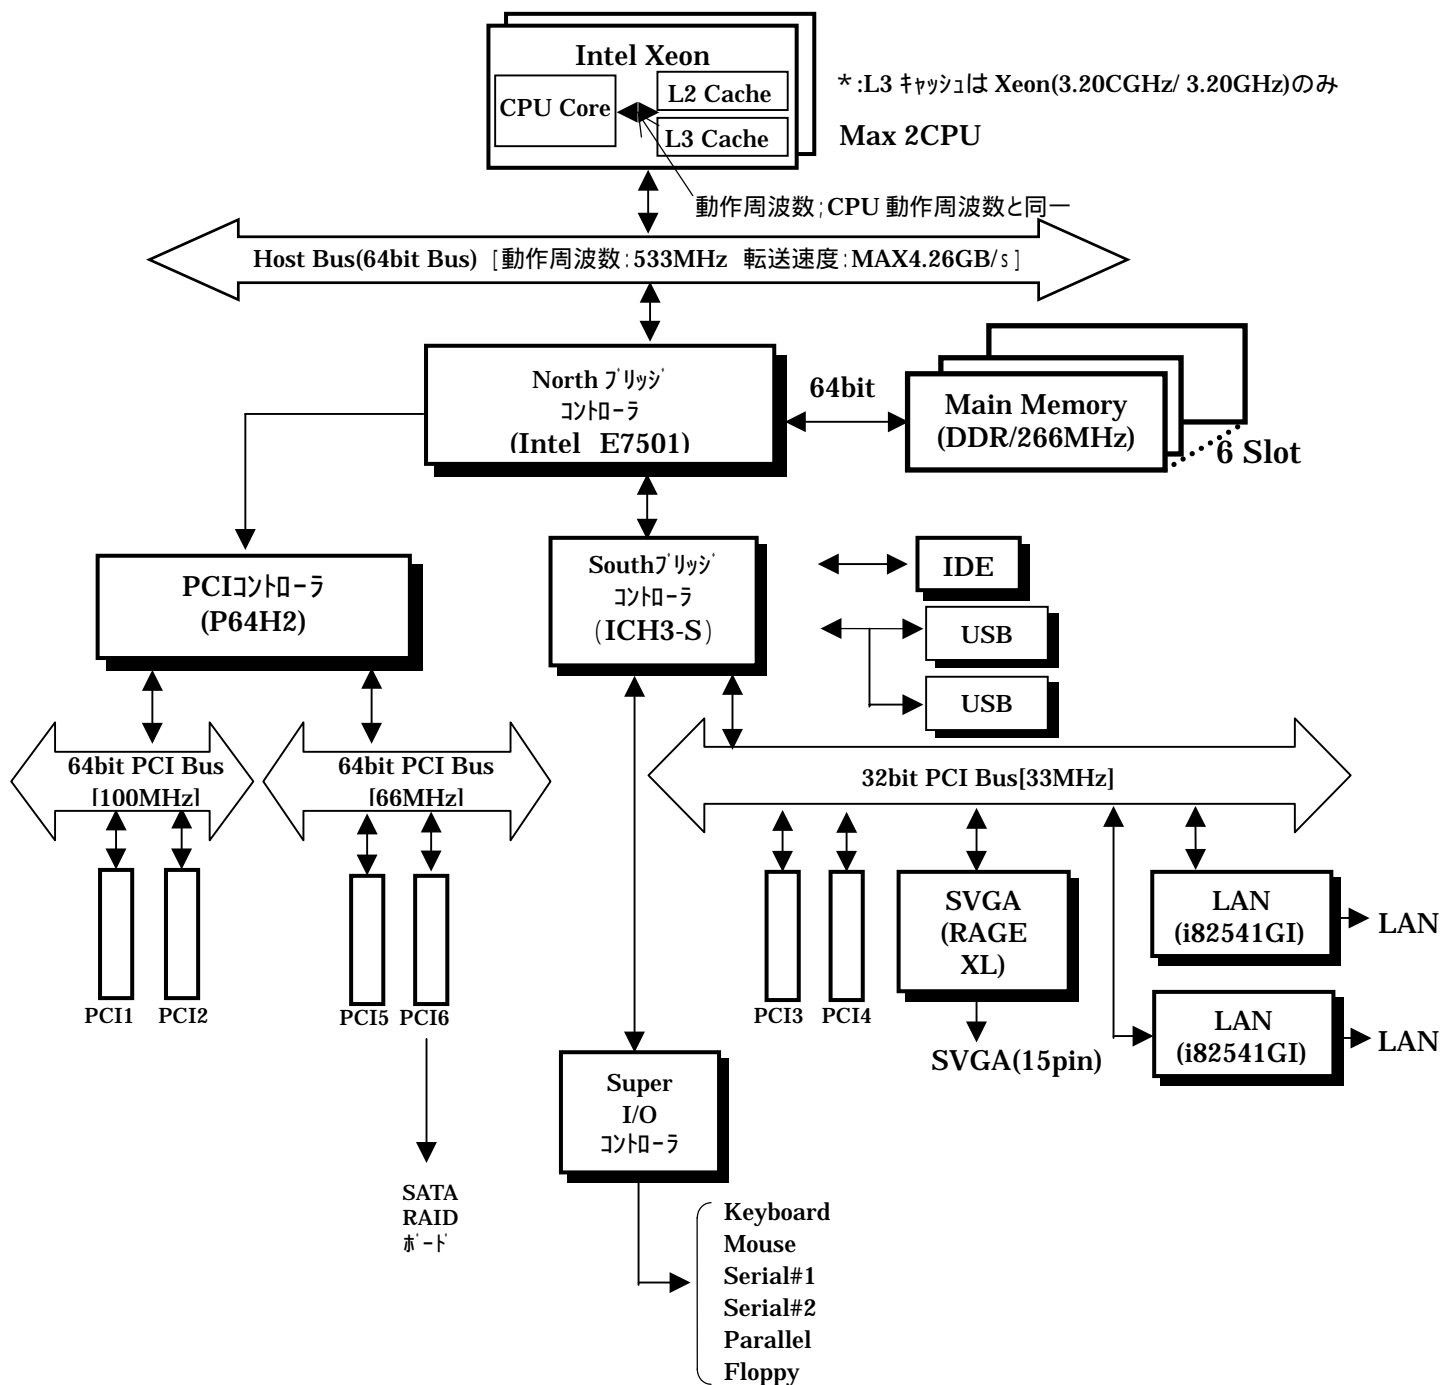 Intel Xeon
CPU Core
L2 Cache
L3 Cache
*:L3 ｷｬｯｼｭは Xeon(3.20CGHz/ 3.20GHz)のみ
Max 2CPU
動作周波数;CPU 動作周波数と同一
Host Bus(64bit Bus) [動作周波数:533MHz 転送速度:MAX4.26GB/s]
North ﾌﾞﾘｯｼﾞ
ｺﾝﾄﾛｰﾗ
(Intel E7501)
64bit
Main Memory
(DDR/266MHz)
6 Slot
PCIｺﾝﾄﾛｰﾗ
(P64H2)
Southﾌﾞﾘｯｼﾞ
ｺﾝﾄﾛｰﾗ
(ICH3-S)
IDE
USB
USB
64bit PCI Bus
[100MHz]
64bit PCI Bus
[66MHz]
32bit PCI Bus[33MHz]
PCI1
PCI2
PCI5
PCI6
PCI3
PCI4
SVGA
(RAGE
XL)
SVGA(15pin)
LAN
(i82541GI)
LAN
LAN
(i82541GI)
LAN
Super
I/O
ｺﾝﾄﾛｰﾗ
SATA
RAID
ﾎﾞｰﾄﾞ
Keyboard
Mouse
Serial#1
Serial#2
Parallel
Floppy